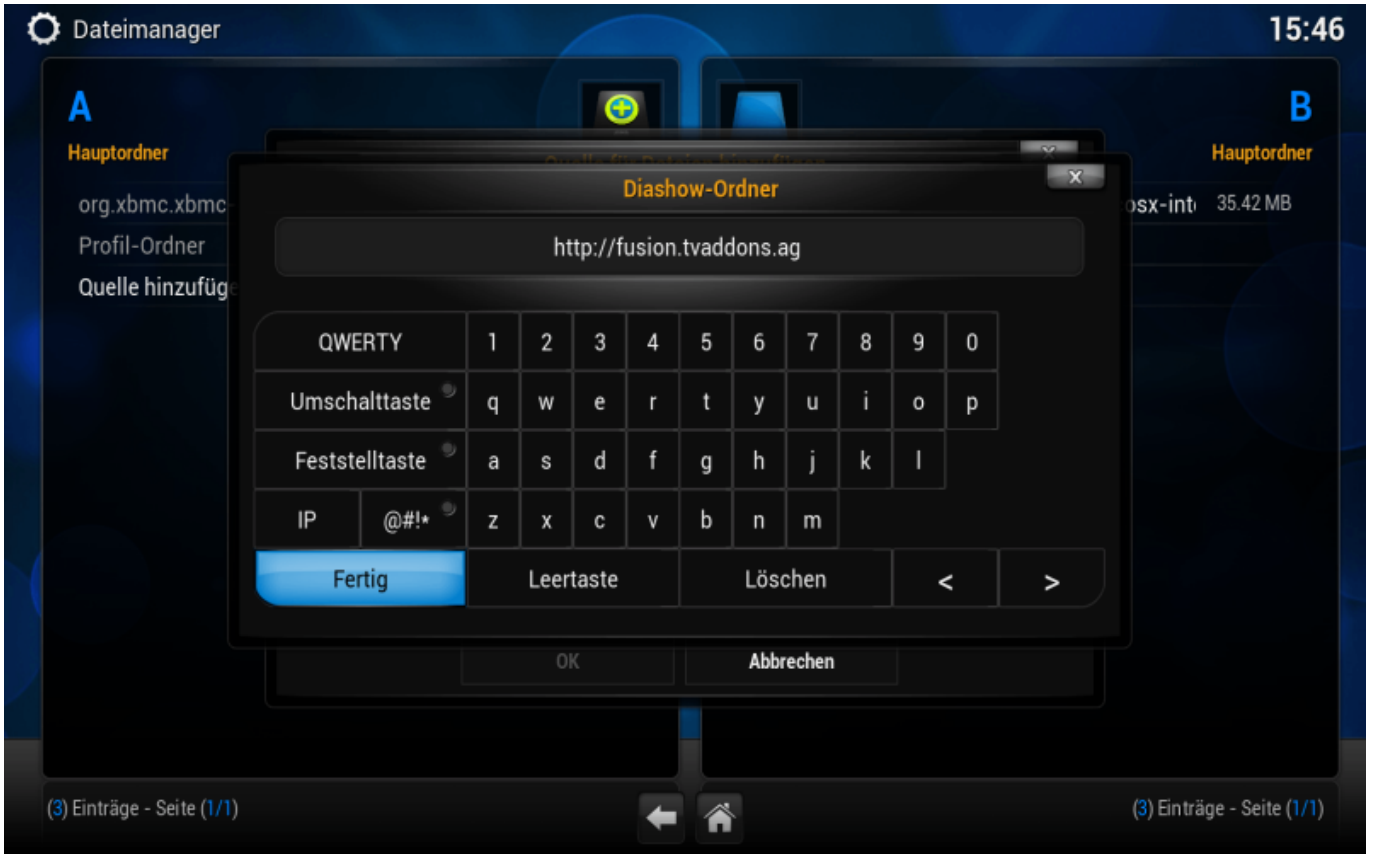 Dateimanager
15:46
A
B
Hauptordner
Hauptordner
Diashow-Ordner
x
org.xbmc.xbmc-
osx-int
35.42 MB
Profil-Ordner
http://fusion.tvaddons.ag
Quelle hinzufüge
QWERTY 1 2 3 4 5 6 7 8 9 0
Umschalttaste q w e r t y u i o p
Feststelltaste a s d f g h j k l
IP @#!* z x c v b n m
Fertig Leertaste Löschen < >
OK Abbrechen
(3) Einträge - Seite (1/1)
(3) Einträge - Seite (1/1)